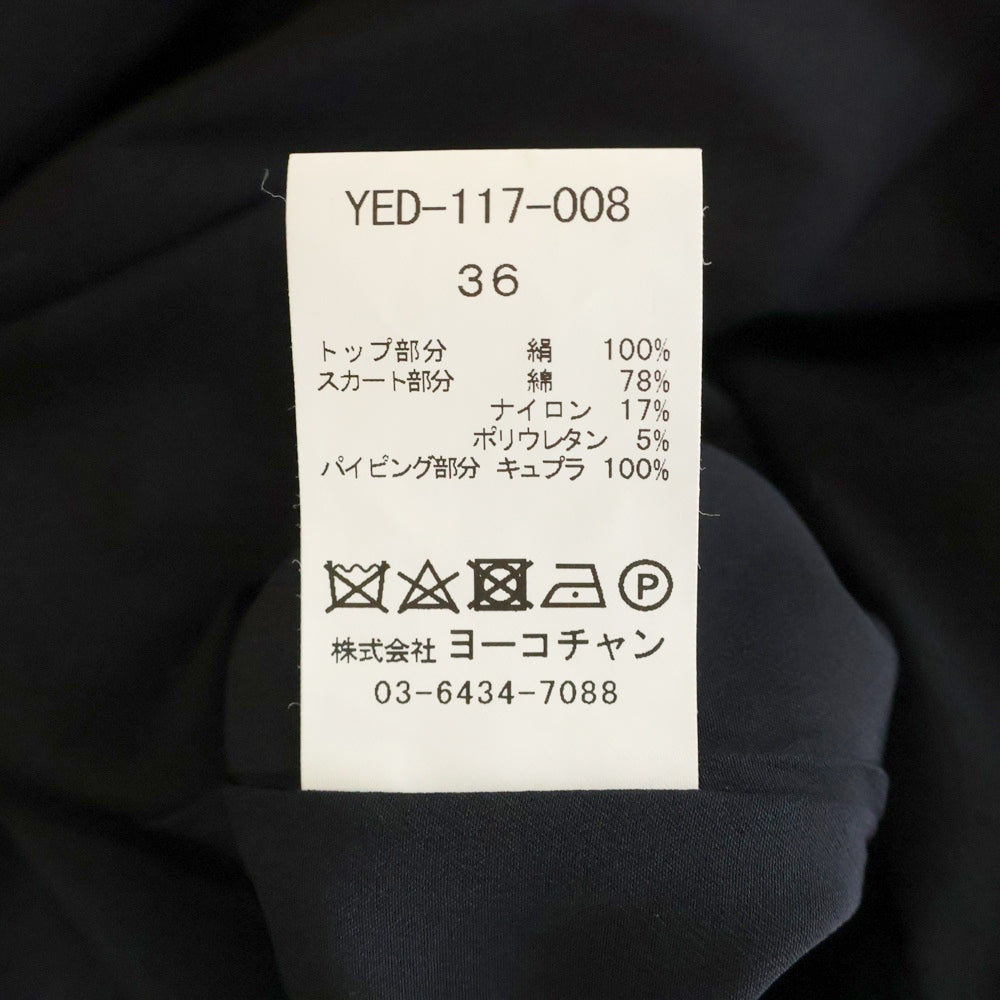 YED-117-008
36
トップ部分 絹 100%
スカート部分 綿 78%
ナイロン 17%
ポリウレタン 5%
パイピング部分 キュプラ 100%
P
株式会社 ヨーコチャン
03-6434-7088